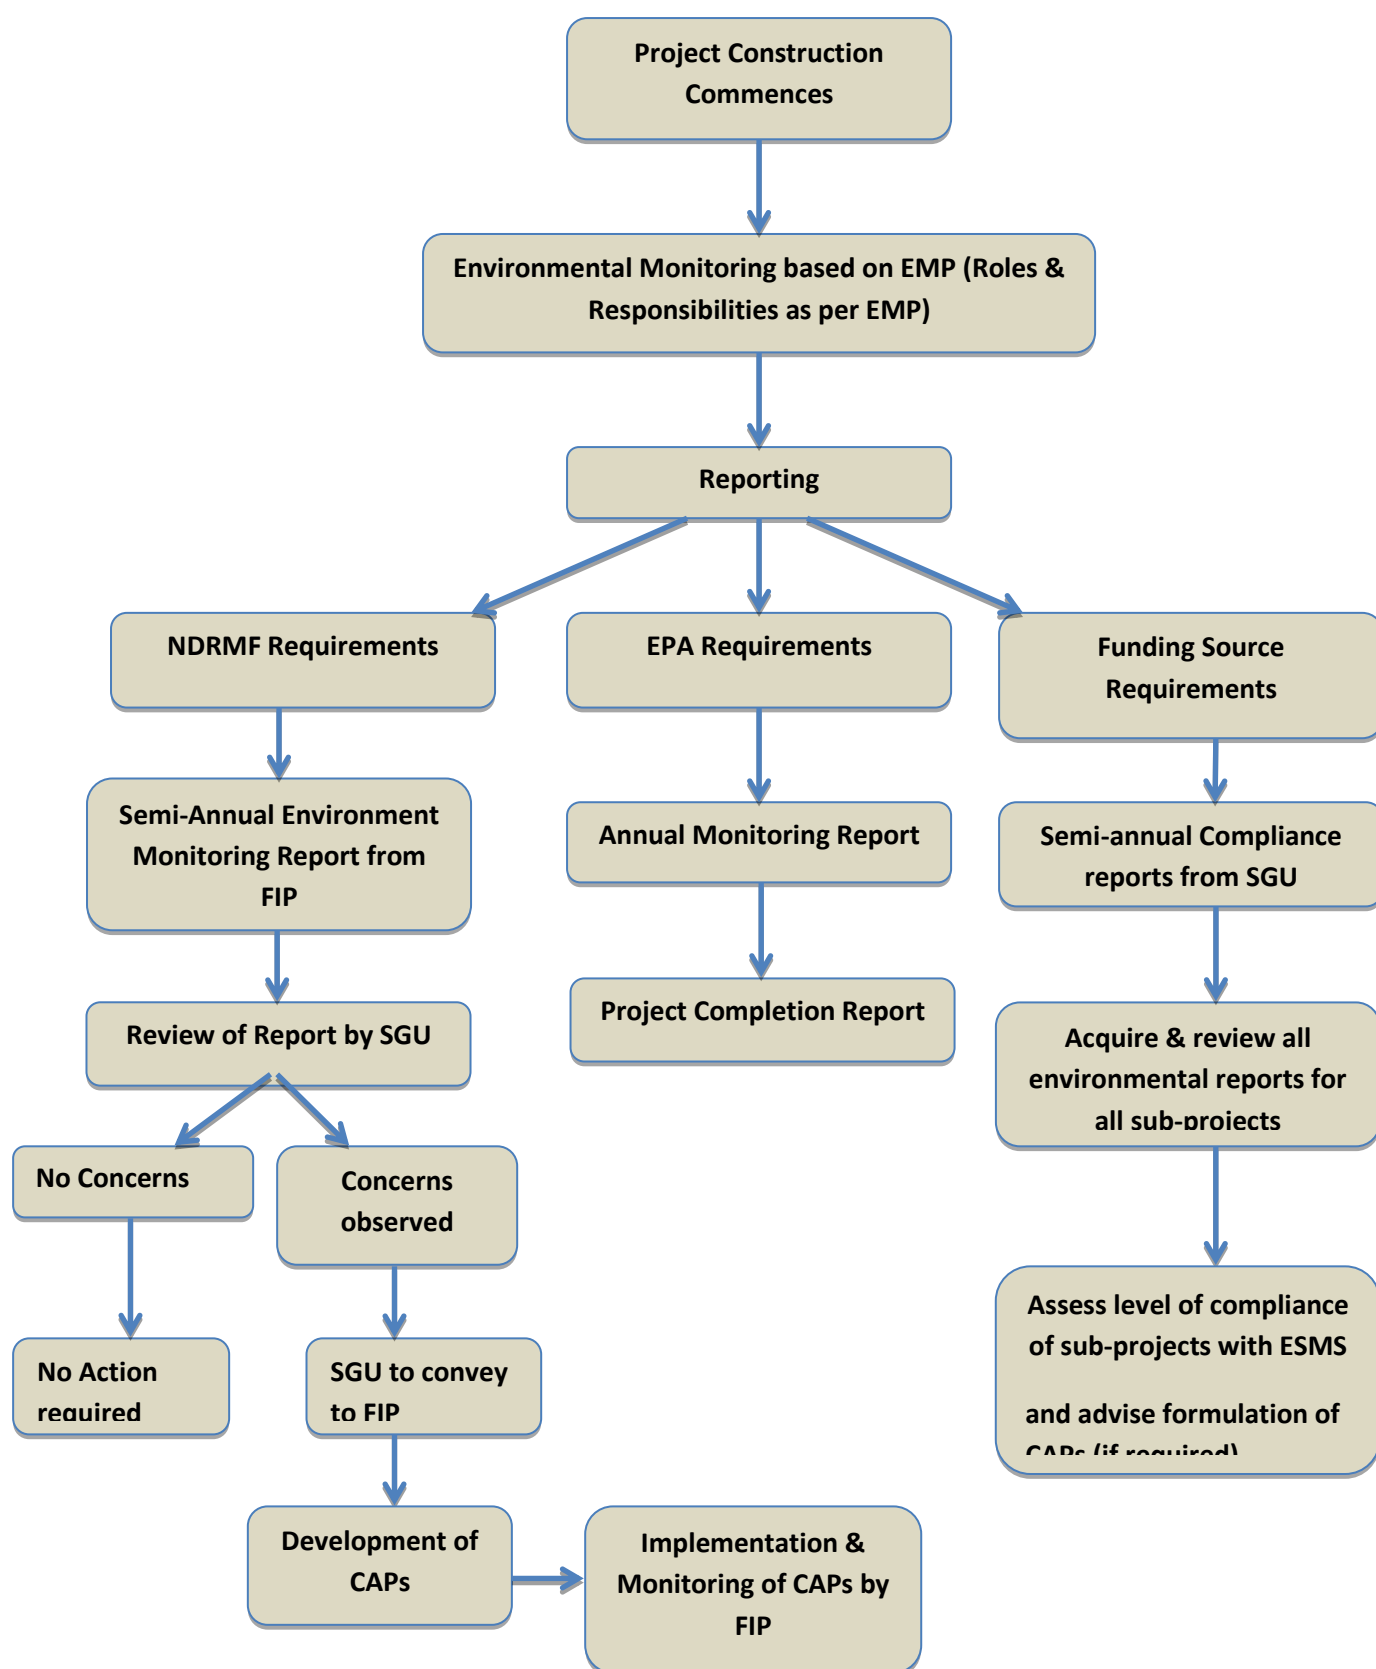 Project Construction
Commences
Environmental Monitoring based on EMP (Roles &
Responsibilities as per EMP)
Reporting
NDRMF Requirements
EPA Requirements
Funding Source
Requirements
Semi-Annual Environment
Monitoring Report from
FIP
Annual Monitoring Report
Semi-annual Compliance
reports from SGU
Review of Report by SGU
Project Completion Report
Acquire & review all
environmental reports for
all sub-projects
No Concerns
Concerns
observed
No Action
required
SGU to convey
to FIP
Assess level of compliance
of sub-projects with ESMS
and advise formulation of
CAPs (if required)
Development of
CAPs
Implementation &
Monitoring of CAPs by
FIP